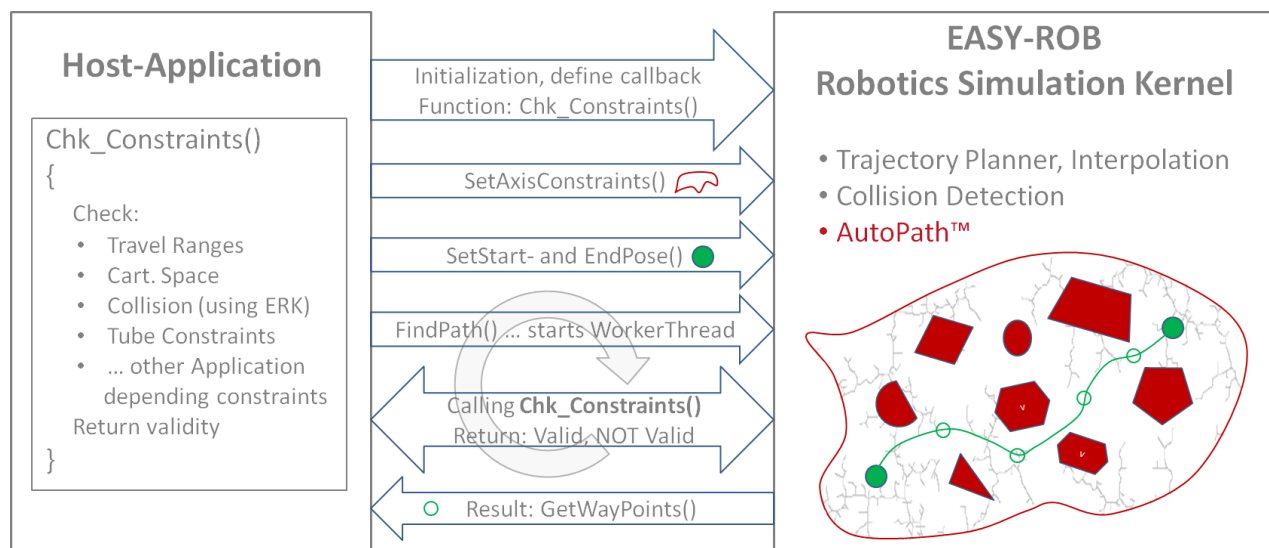 Host-Application
Chk_Constraints()
{
Check:
• Travel Ranges
• Cart. Space
• Collision (using ERK)
• Tube Constraints
• ... other Application
depending constraints
Return validity
}
Initialization, define callback
Function: Chk_Constraints()
SetAxisConstraints()
SetStart- and EndPose()
FindPath() ... starts WorkerThread
Calling Chk_Constraints()
Return: Valid, NOT Valid
Result: GetWayPoints()
EASY-ROB
Robotics Simulation Kernel
• Trajectory Planner, Interpolation
• Collision Detection
• AutoPath™
v
v